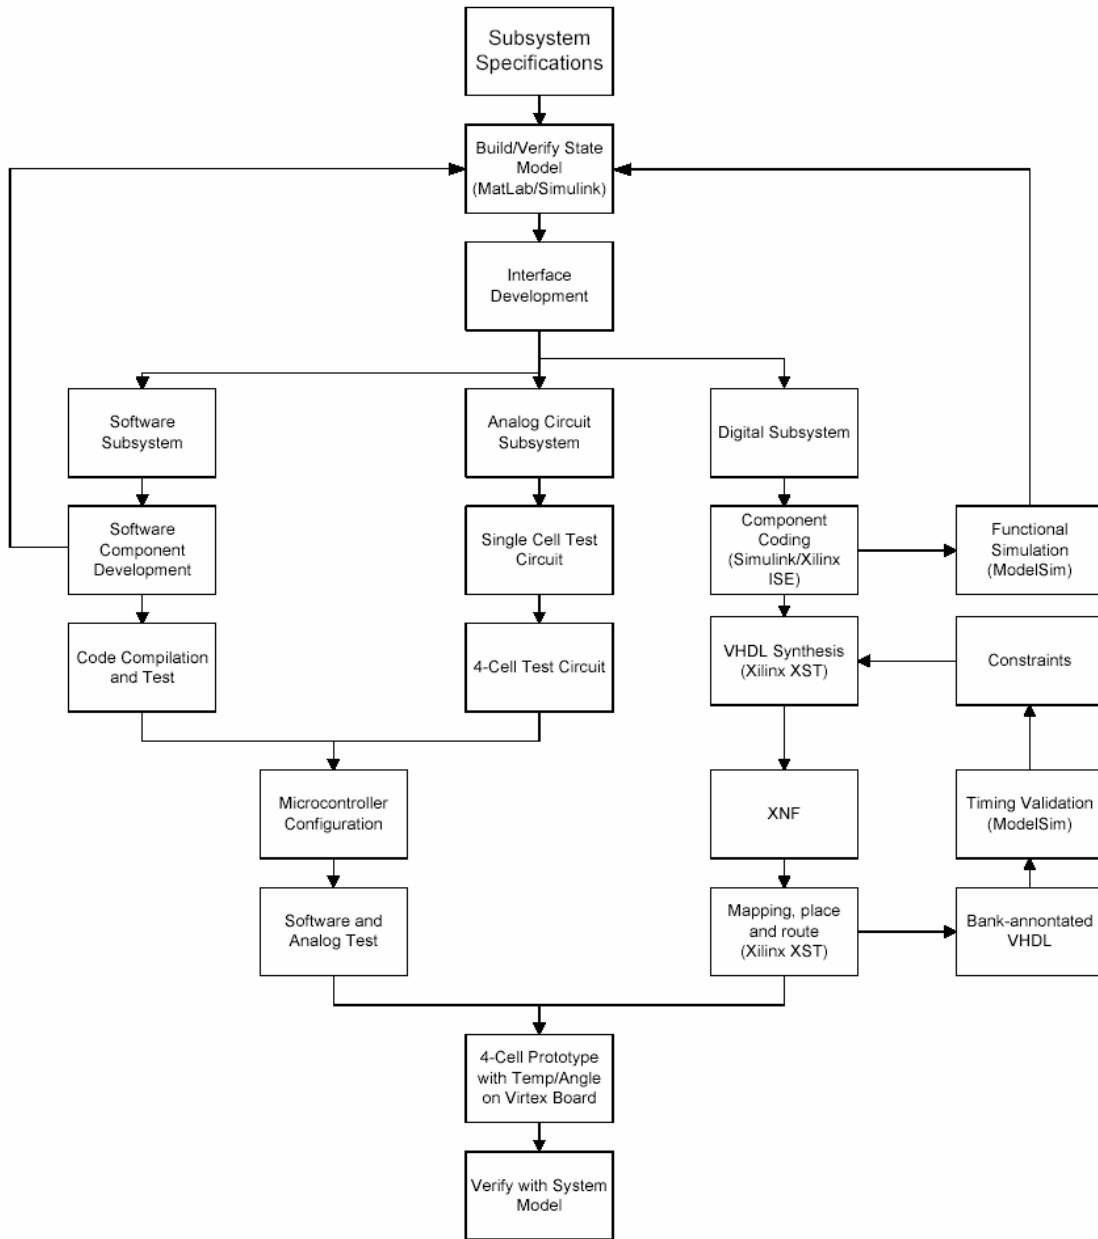 Subsystem
Specifications
Build/Verify State
Model
(MatLab/Simulink)
Interface
Development
Software
Subsystem
Analog Circuit
Subsystem
Digital Subsystem
Software
Component
Development
Single Cell Test
Circuit
Component
Coding
(Simulink/Xilinx
ISE)
Functional
Simulation
(ModelSim)
Code Compilation
and Test
4-Cell Test Circuit
VHDL Synthesis
(Xilinx XST)
Constraints
Microcontroller
Configuration
XNF
Timing Validation
(ModelSim)
Software and
Analog Test
Mapping, place
and route
(Xilinx XST)
Bank-annontated
VHDL
4-Cell Prototype
with Temp/Angle
on Virtex Board
Verify with System
Model